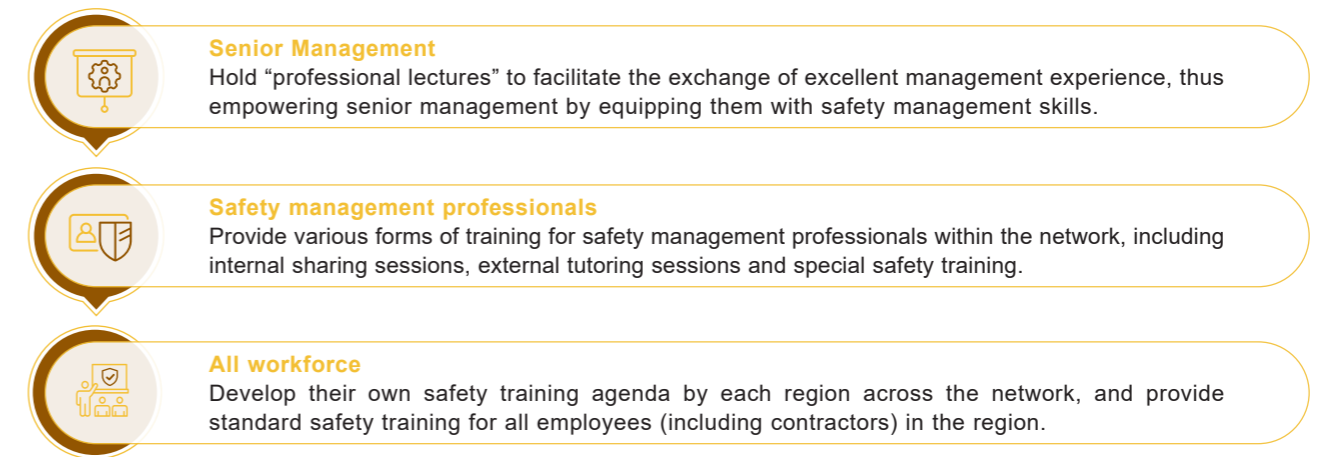 Senior Management
Hold “professional lectures” to facilitate the exchange of excellent management experience, thus
empowering senior management by equipping them with safety management skills.
Safety management professionals
Provide various forms of training for safety management professionals within the network, including
internal sharing sessions, external tutoring sessions and special safety training.
All workforce
Develop their own safety training agenda by each region across the network, and provide
standard safety training for all employees (including contractors) in the region.